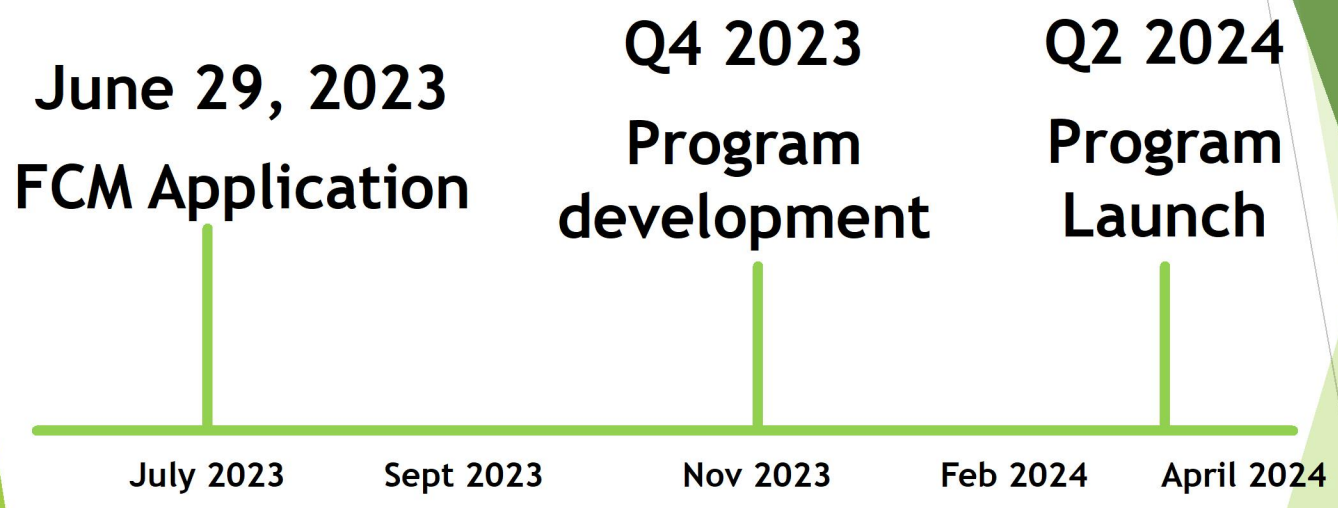 June 29, 2023
FCM Application
Q4 2023
Program
development
Q2 2024
Program
Launch
July 2023
Sept 2023
Nov 2023
Feb 2024
April 2024